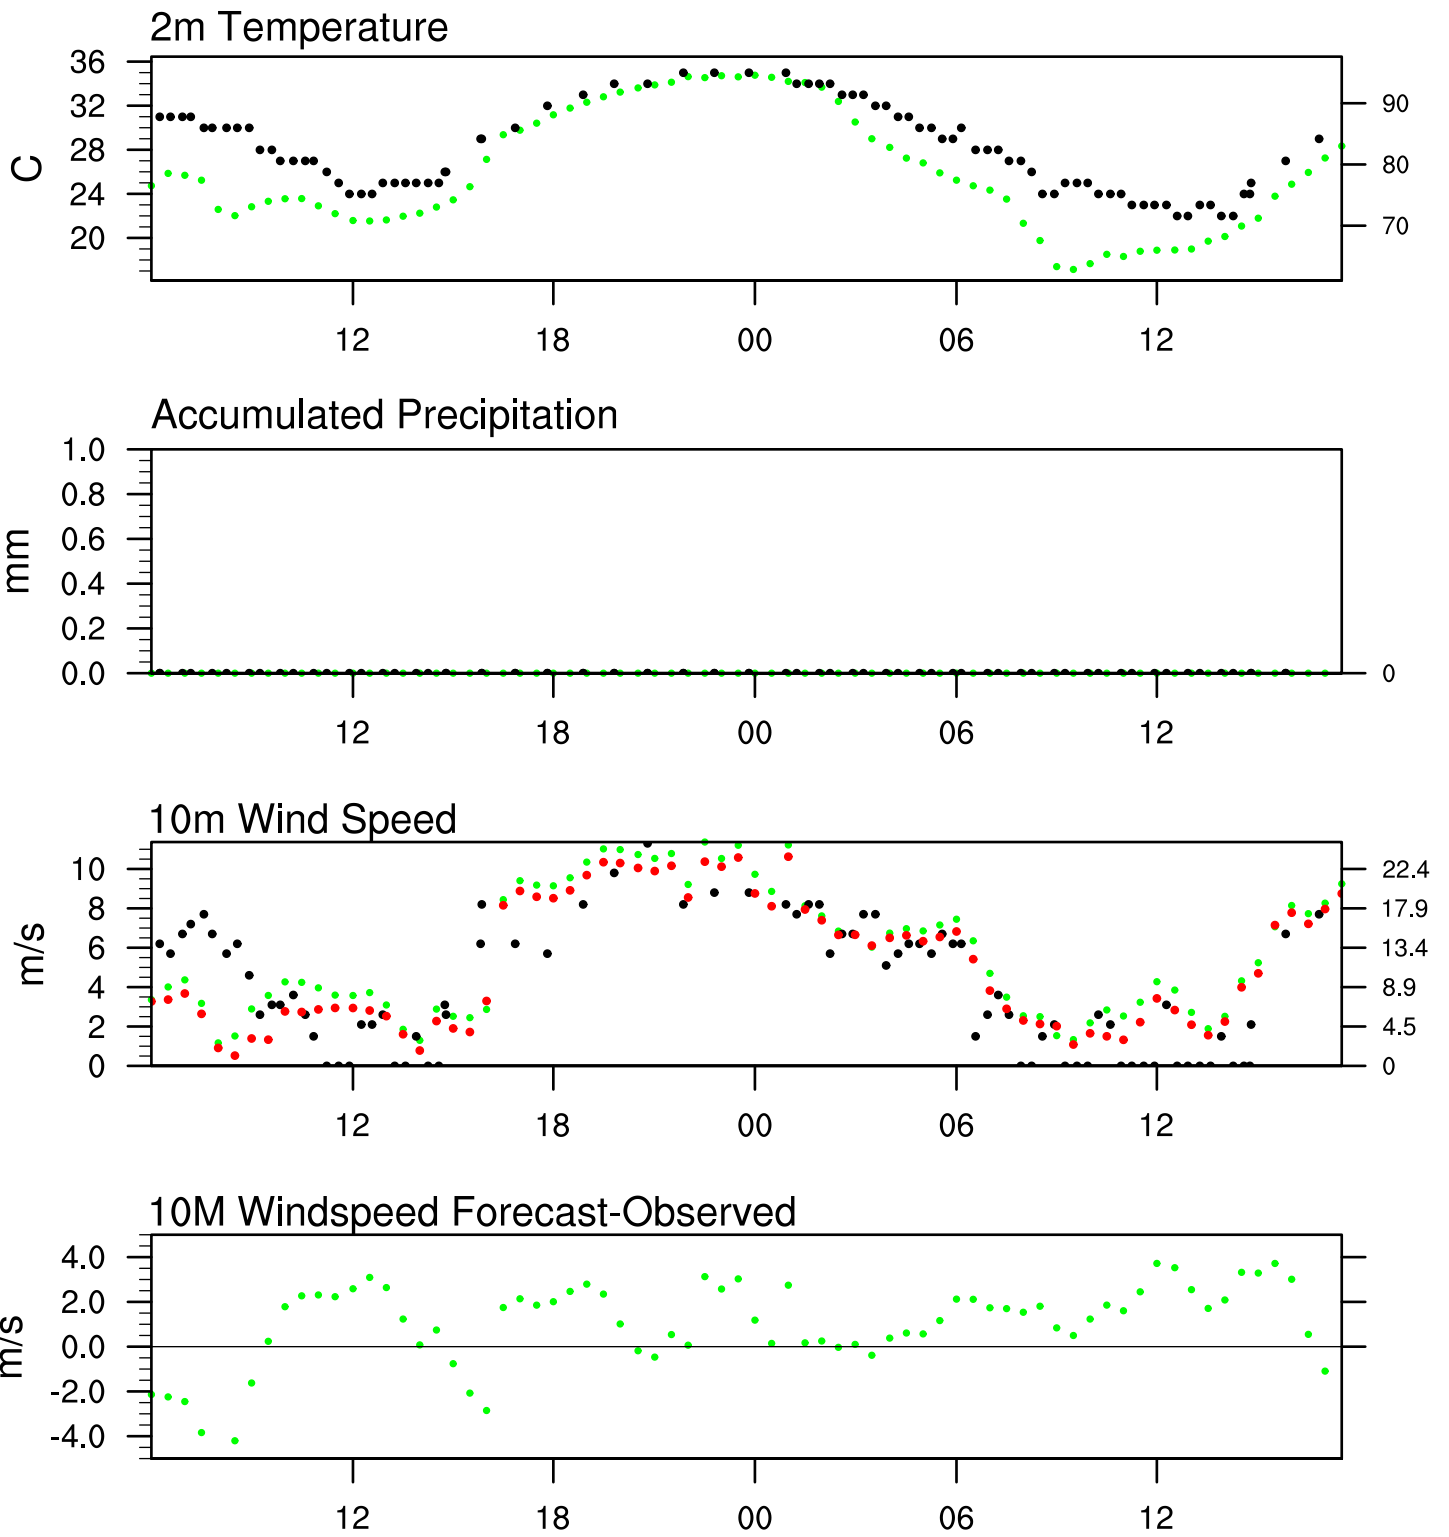 2m Temperature
36
32
28
24
20
C
90
80
70
12 18 00 06 12
Accumulated Precipitation
1.0
0.8
0.6
0.4
0.2
0.0
mm
0
12 18 00 06 12
10m Wind Speed
10
8
6
4
2
0
m/s
22.4
17.9
13.4
8.9
4.5
0
12 18 00 06 12
10M Windspeed Forecast-Observed
4.0
2.0
0.0
-2.0
-4.0
m/s
12 18 00 06 12